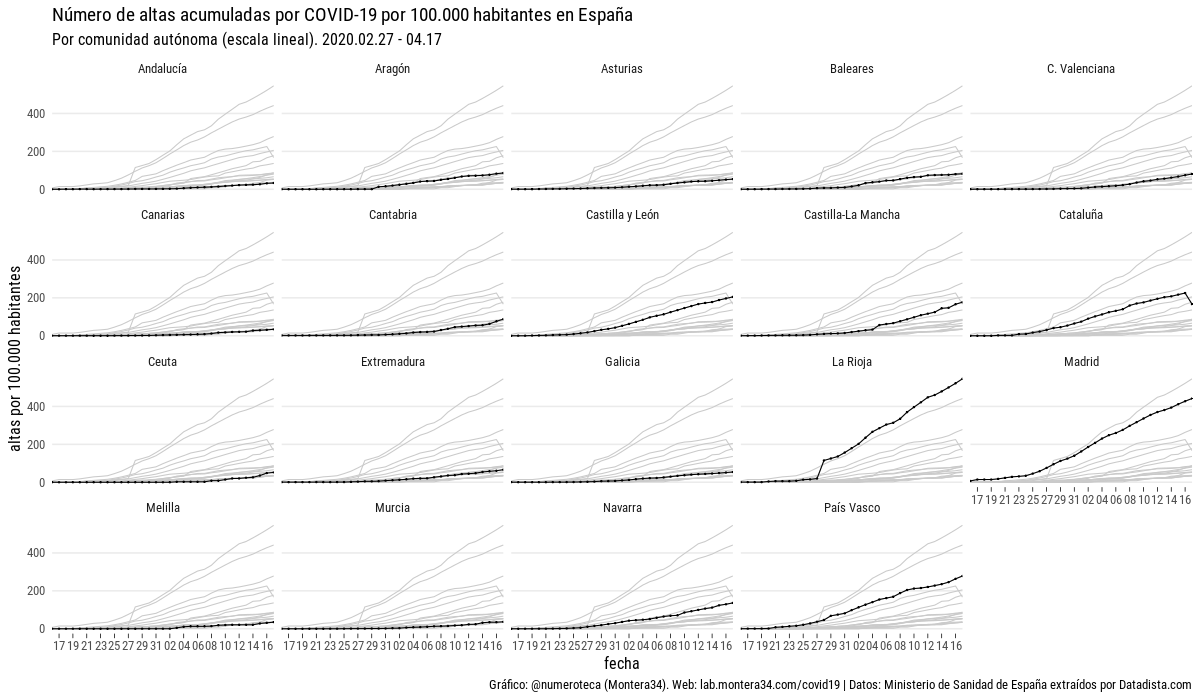 Número de altas acumuladas por COVID-19 por 100.000 habitantes en España
Por comunidad autónoma (escala lineal). 2020.02.27 - 04.17
Andalucía Aragón Asturias Baleares C. Valenciana
400
200
0
Canarias Cantabria Castilla y León Castilla-La Mancha Cataluña
400
200
0
altas por 100.000 habitantes
Ceuta Extremadura Galicia La Rioja Madrid
400
200
0
17 19 21 23 25 27 29 31 02 04 06 08 10 12 14 16
Melilla Murcia Navarra País Vasco
400
200
0
17 19 21 23 25 27 29 31 02 04 06 08 10 12 14 16 17 19 21 23 25 27 29 31 02 04 06 08 10 12 14 16 17 19 21 23 25 27 29 31 02 04 06 08 10 12 14 16 17 19 21 23 25 27 29 31 02 04 06 08 10 12 14 16
fecha
Gráfico: @numeroteca (Montera34). Web: lab.montera34.com/covid19 | Datos: Ministerio de Sanidad de España extraídos por Datadista.com